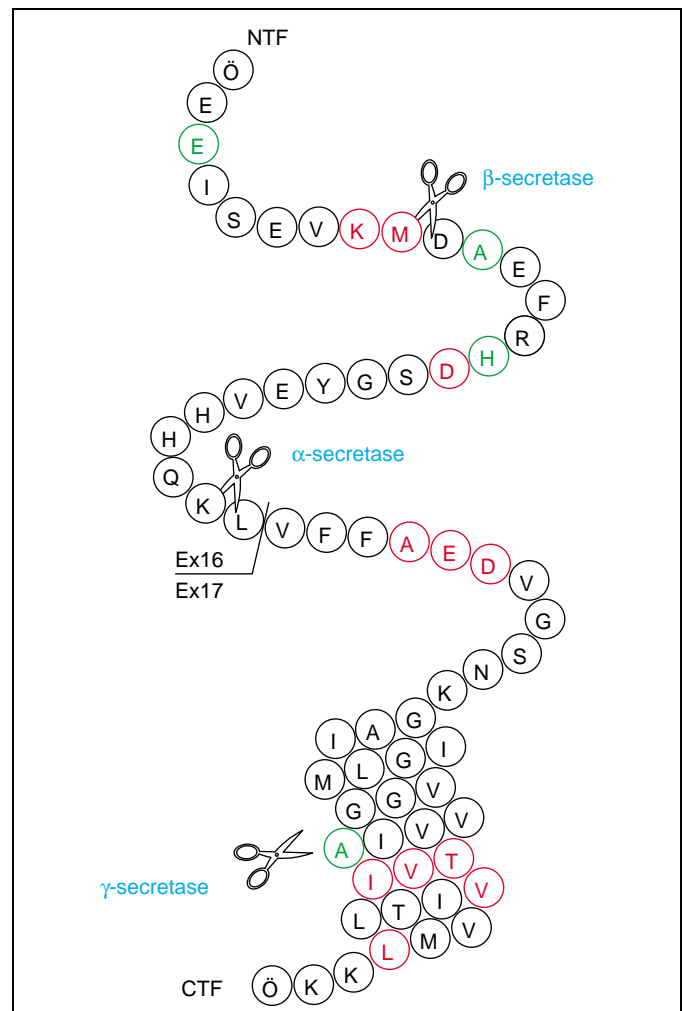 NTF
Ö
E
E
I
S E V K M D A E F R
β-secretase
H D S G Y E V H H Q K L
α-secretase
V F F A E D V G S N K
Ex16
Ex17
I A G
M L G I
G G V
A I V V
γ-secretase
I V T V
L T I
L M V
CTF Ö K K